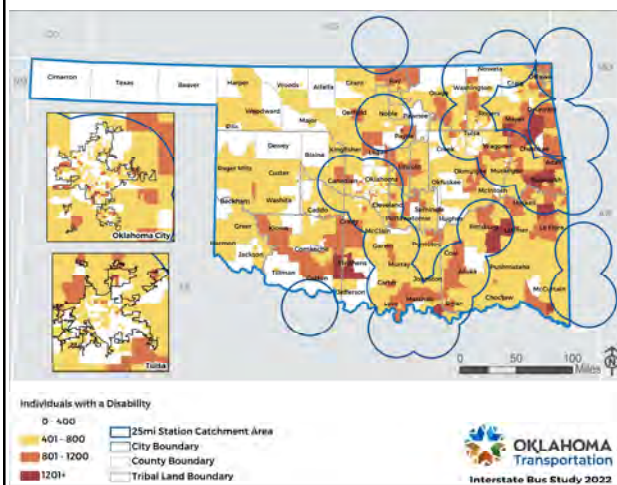 Cimarron
Texas
Beaver
Harper
Woods
Alfalfa
Grant
Kay
Nowata
Craig
Ottawa
Washington
Osage
Woodward
Major
Garfield
Noble
Pawnee
Rogers
Mayes
Delaware
Ellis
Payne
Tulsa
Dewey
Blaine
Kingfisher
Logan
Creek
Wagoner
Cherokee
Adair
Roger Mills
Custer
Canadian
Oklahoma
Lincoln
Okmulgee
Muskogee
Okfuskee
McIntosh
Sequoyah
Beckham
Washita
Caddo
Cleveland
Seminole
Hughes
Haskell
Greer
Kiowa
Grady
McClain
Pottawatomie
Pittsburg
Latimer
Le Flore
Harmon
Jackson
Comanche
Garvin
Pontotoc
Coal
Tillman
Cotton
Stephens
Murray
Johnston
Atoka
Pushmataha
Jefferson
Carter
Love
Marshall
Bryan
Choctaw
McCurtain
Oklahoma City
Tulsa
0 50 100
Miles
N
Individuals with a Disability
0 - 400
401 - 800
801 - 1200
1201+
25mi Station Catchment Area
City Boundary
County Boundary
Tribal Land Boundary
OKLAHOMA
Transportation
Interstate Bus Study 2022